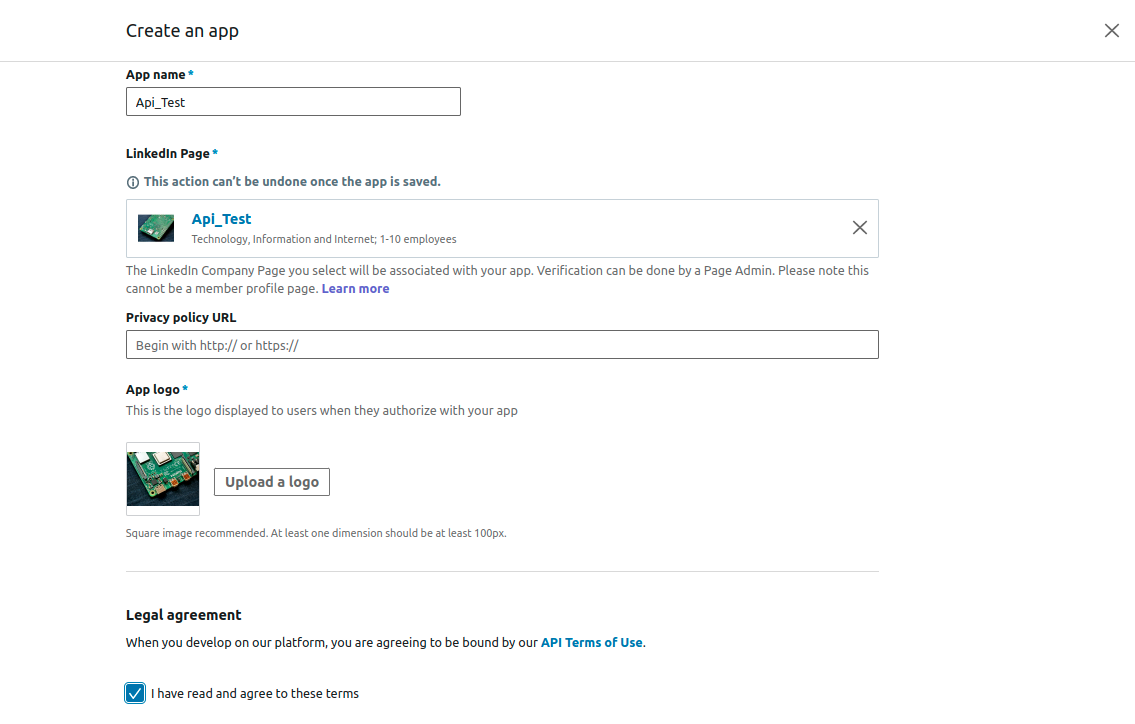 Create an app
App name *
Api_Test
LinkedIn Page *
This action can't be undone once the app is saved.
Api_Test
Technology, Information and Internet; 1-10 employees
The LinkedIn Company Page you select will be associated with your app. Verification can be done by a Page Admin. Please note this
cannot be a member profile page. Learn more
Privacy policy URL
Begin with http:// or https://
App logo *
This is the logo displayed to users when they authorize with your app
Upload a logo
Square image recommended. At least one dimension should be at least 100px.
Legal agreement
When you develop on our platform, you are agreeing to be bound by our API Terms of Use.
I have read and agree to these terms